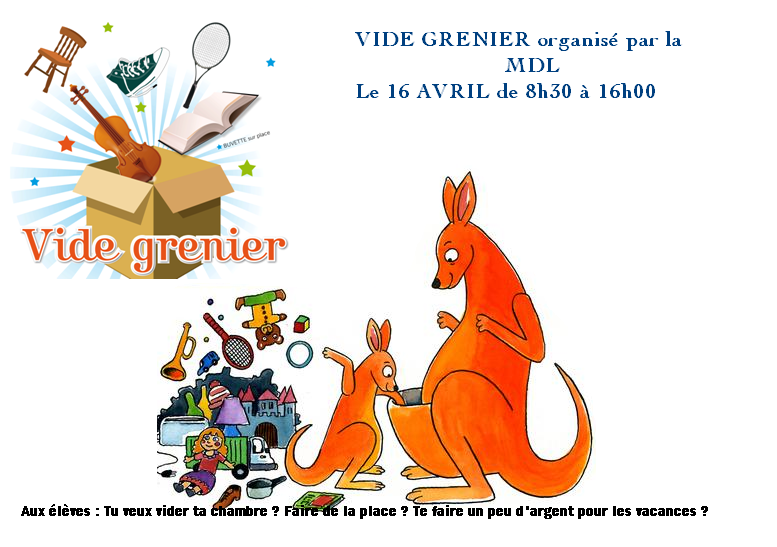 VIDE GRENIER organisé par la
MDL
Le 16 AVRIL de 8h30 à 16h00
BUVETTE sur place
Vide grenier
Aux élèves : Tu veux vider ta chambre ? Faire de la place ? Te faire un peu d'argent pour les vacances ?